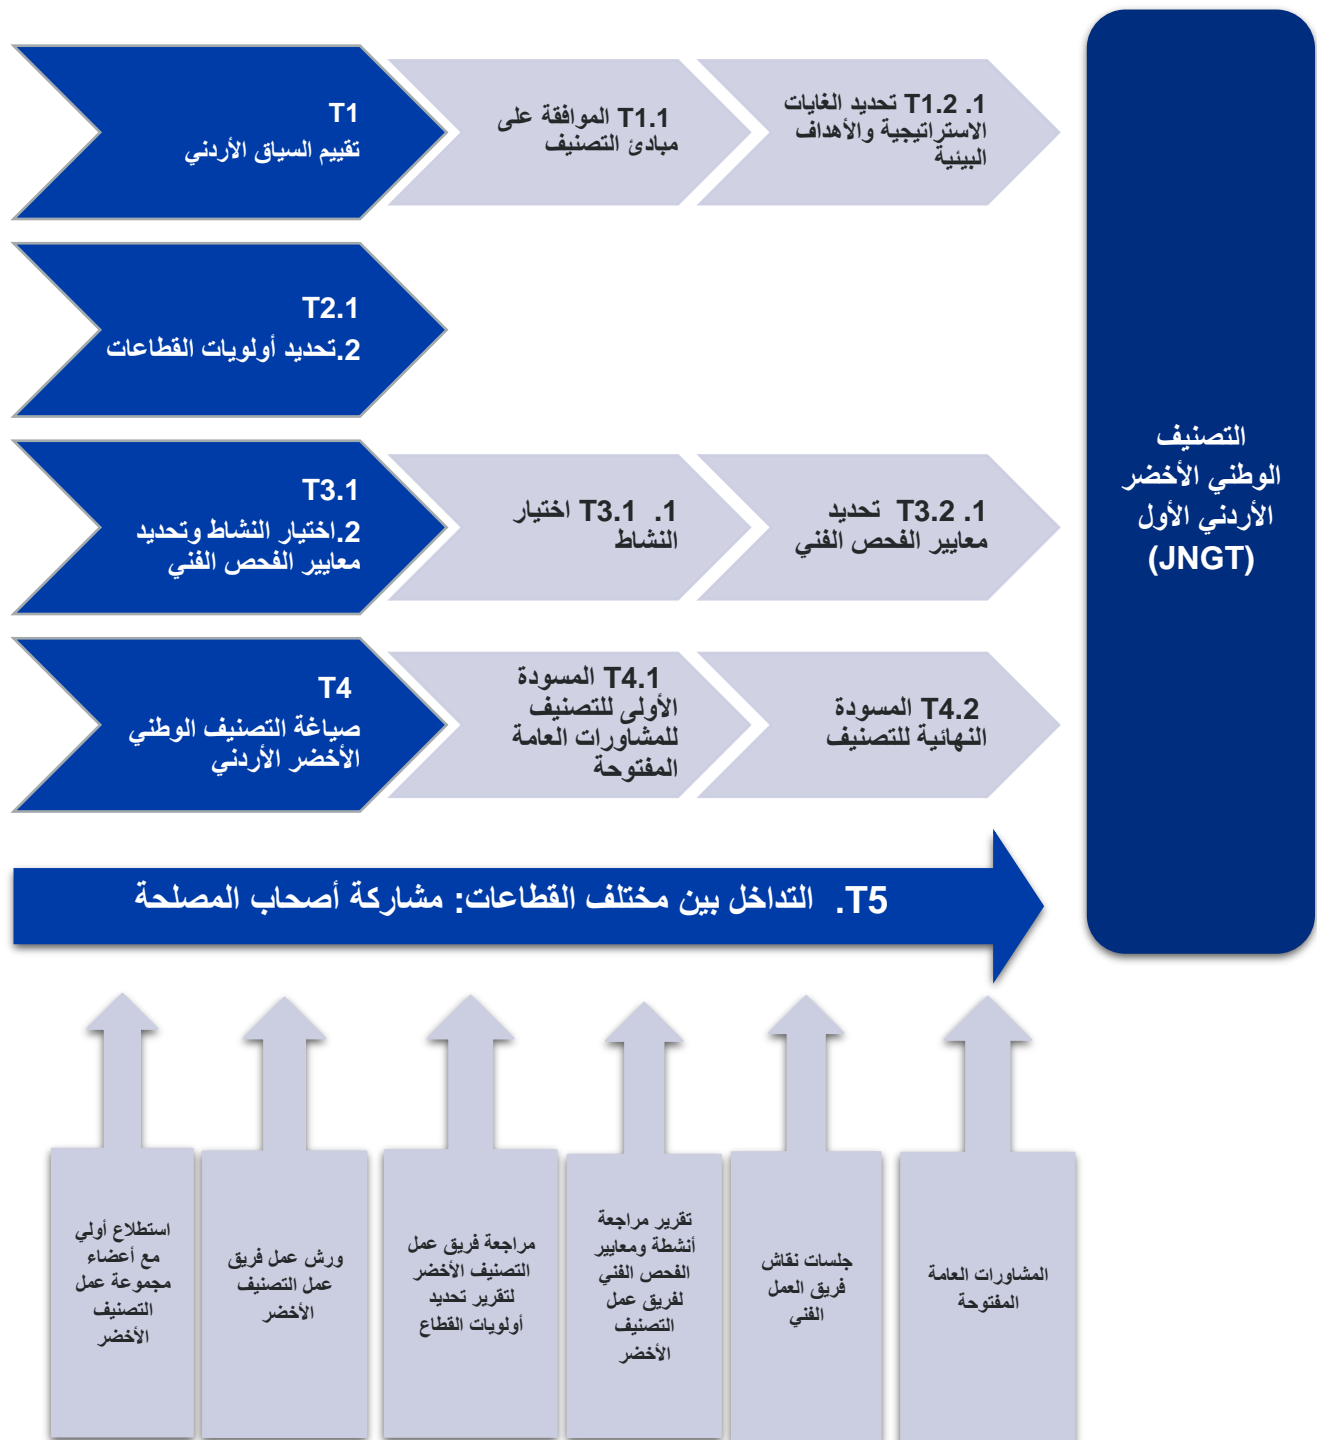 T1
تقييم السياق الأردني
T1.1 الموافقة على
مبادئ التصنيف
1. T1.2 تحديد الغايات
الاستراتيجية والأهداف
البيئية
T2.1
2.تحديد أولويات القطاعات
T3.1
2.اختيار النشاط وتحديد
معايير الفحص الفني
1. T3.1 اختيار
النشاط
1. T3.2 تحديد
معايير الفحص الفني
T4
صياغة التصنيف الوطني
الأخضر الأردني
T4.1 المسودة
الأولى للتصنيف
للمشاورات العامة
المفتوحة
T4.2 المسودة
النهائية للتصنيف
التصنيف
الوطني الأخضر
الأردني الأول
(JNGT)
T5. التداخل بين مختلف القطاعات: مشاركة أصحاب المصلحة
استطلاع أولي
مع أعضاء
مجموعة عمل
التصنيف
الأخضر
ورش عمل فريق
عمل التصنيف
الأخضر
مراجعة فريق عمل
التصنيف الأخضر
لتقرير تحديد
أولويات القطاع
تقرير مراجعة
أنشطة ومعايير
الفحص الفني
لفريق عمل
التصنيف
الأخضر
جلسات نقاش
فريق العمل
الفني
المشاورات العامة
المفتوحة